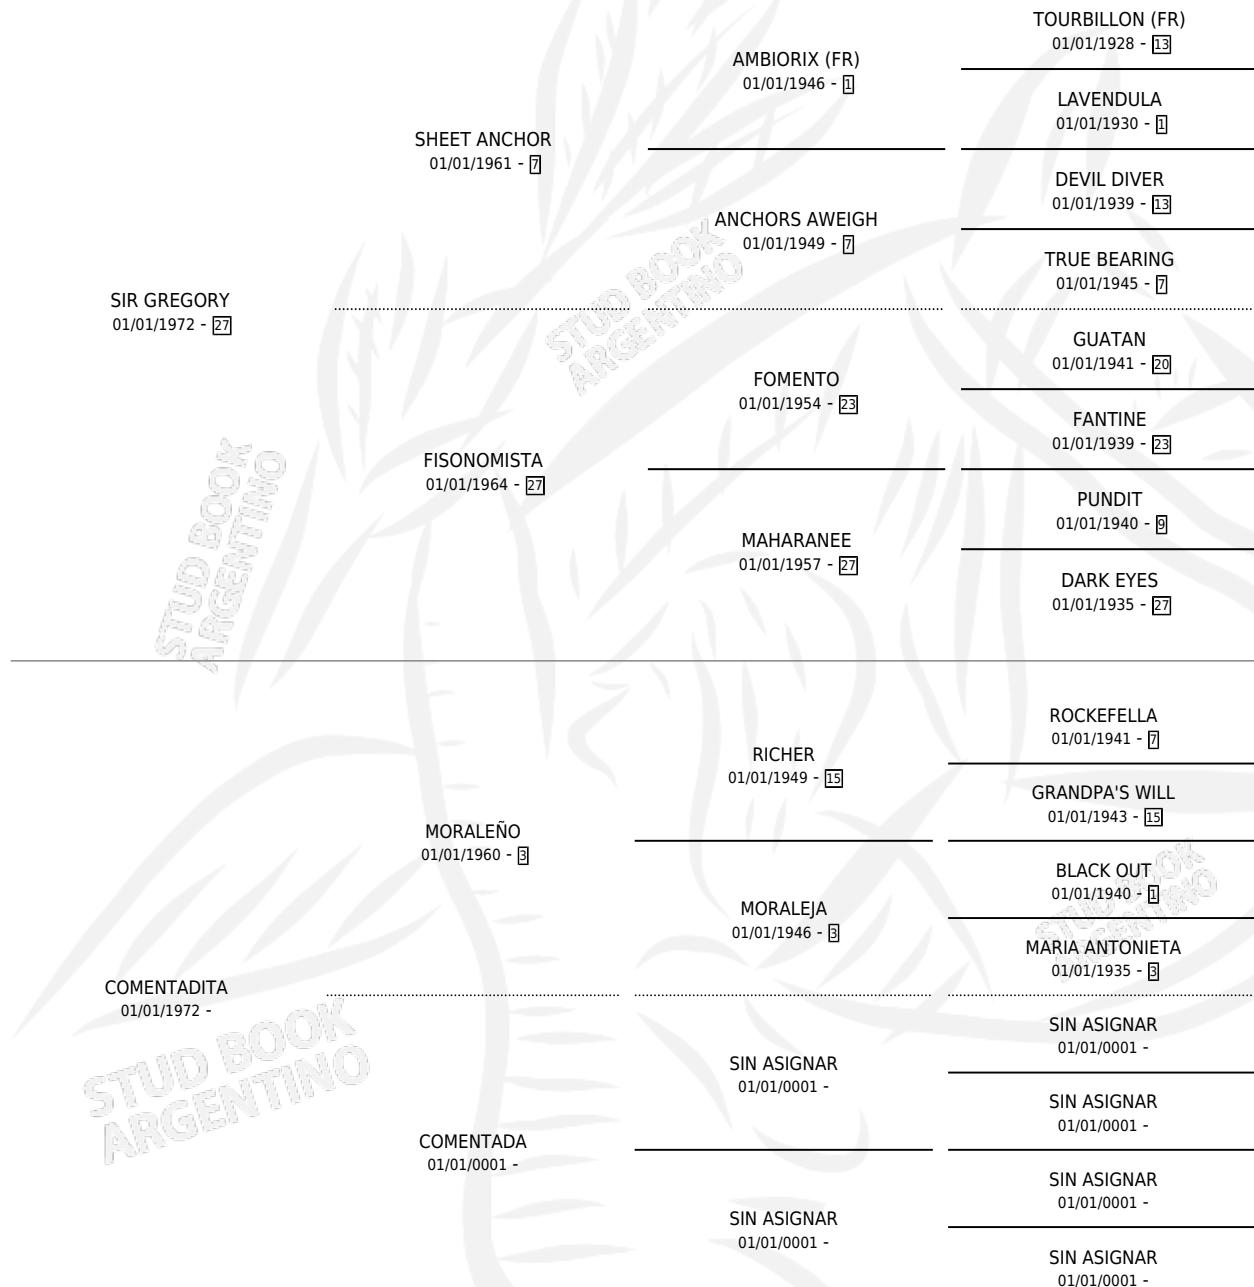 TOURBILLON (FR)
01/01/1928 - 13
AMBIORIX (FR)
01/01/1946 - 1
LAVENDULA
01/01/1930 - 1
SHEET ANCHOR
01/01/1961 - 7
DEVIL DIVER
01/01/1939 - 13
ANCHORS AWEIGH
01/01/1949 - 7
TRUE BEARING
01/01/1945 - 7
SIR GREGORY
01/01/1972 - 27
GUATAN
01/01/1941 - 20
FOMENTO
01/01/1954 - 23
FANTINE
01/01/1939 - 23
FISONOMISTA
01/01/1964 - 27
PUNDIT
01/01/1940 - 9
MAHARANEE
01/01/1957 - 27
DARK EYES
01/01/1935 - 27
ROCKEFELLA
01/01/1941 - 7
RICHER
01/01/1949 - 15
GRANDPA'S WILL
01/01/1943 - 15
MORALEÑO
01/01/1960 - 3
BLACK OUT
01/01/1940 - 1
MORALEJA
01/01/1946 - 3
MARIA ANTONIETA
01/01/1935 - 3
COMENTADITA
01/01/1972 -
SIN ASIGNAR
01/01/0001 -
SIN ASIGNAR
01/01/0001 -
SIN ASIGNAR
01/01/0001 -
COMENTADA
01/01/0001 -
SIN ASIGNAR
01/01/0001 -
SIN ASIGNAR
01/01/0001 -
SIN ASIGNAR
01/01/0001 -
STUD BOOK
ARGENTINO
STUD BOOK
ARGENTINO
STUD BOOK
ARGENTINO
STUD BOOK
ARGENTINO